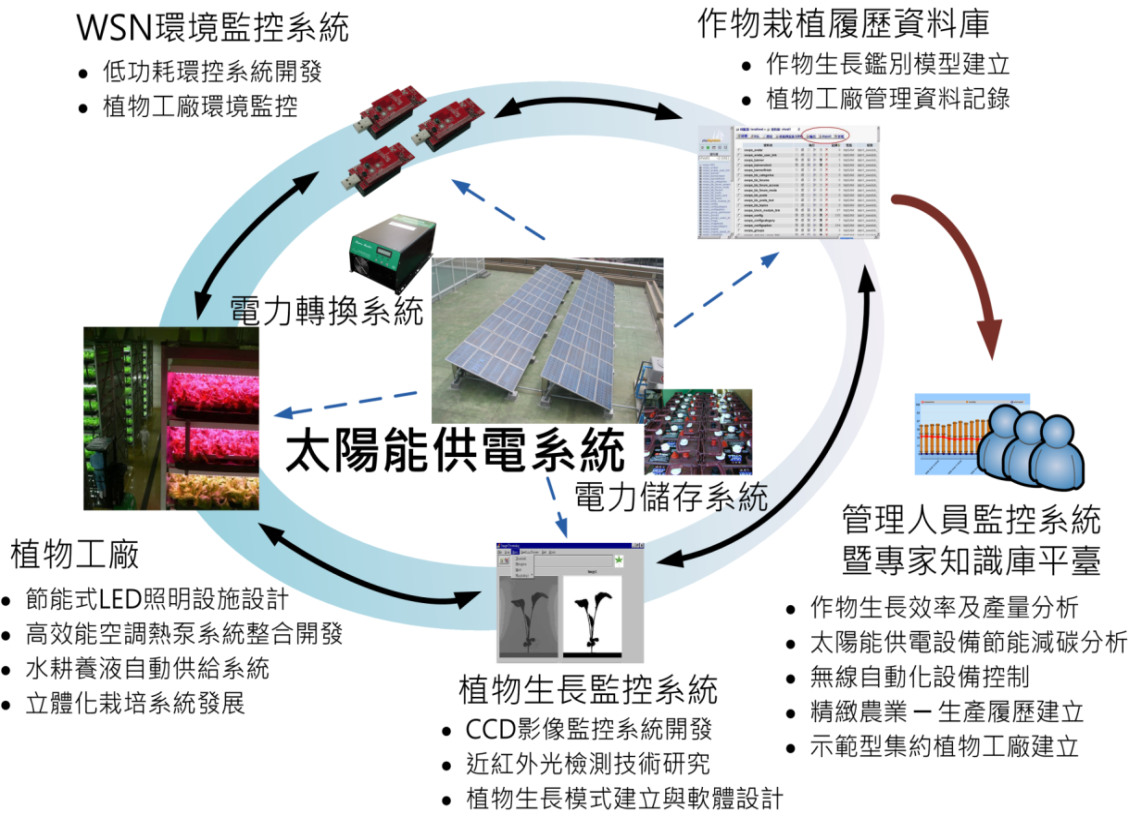 WSN環境監控系統
• 低功耗環控系統開發
• 植物工廠環境監控
作物栽植履歷資料庫
• 作物生長鑑別模型建立
• 植物工廠管理資料記錄
電力轉換系統
太陽能供電系統
電力儲存系統
植物工廠
• 節能式LED照明設施設計
• 高效能空調熱泵系統整合開發
• 水耕養液自動供給系統
• 立體化栽培系統發展
植物生長監控系統
• CCD影像監控系統開發
• 近紅外光檢測技術研究
• 植物生長模式建立與軟體設計
管理人員監控系統
暨專家知識庫平臺
• 作物生長效率及產量分析
• 太陽能供電設備節能減碳分析
• 無線自動化設備控制
• 精緻農業－生產履歷建立
• 示範型集約植物工廠建立